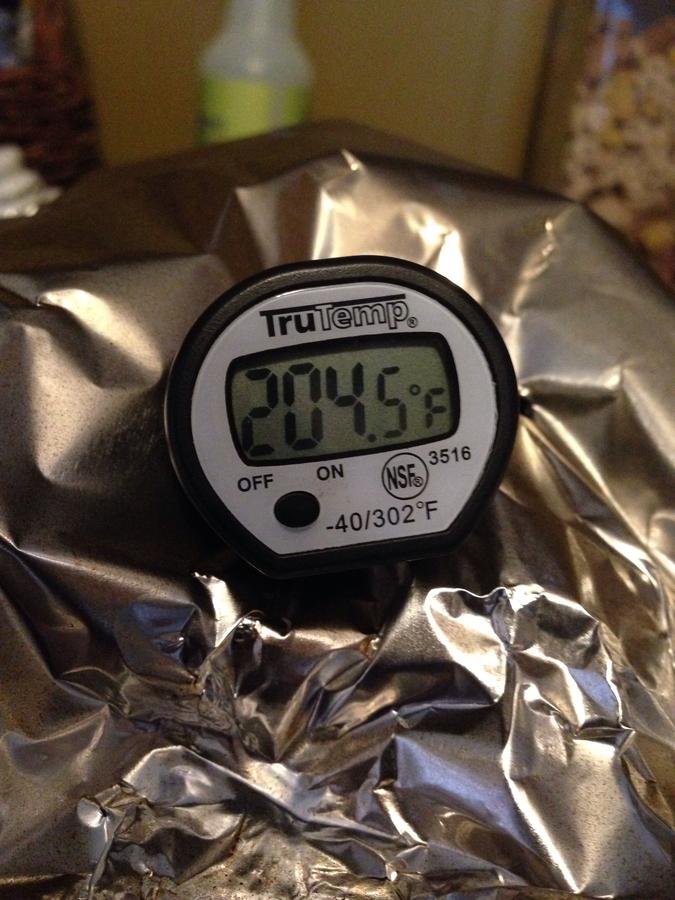 TruTemp®
204.5°F
OFF ON NSF® 3516
-40/302°F